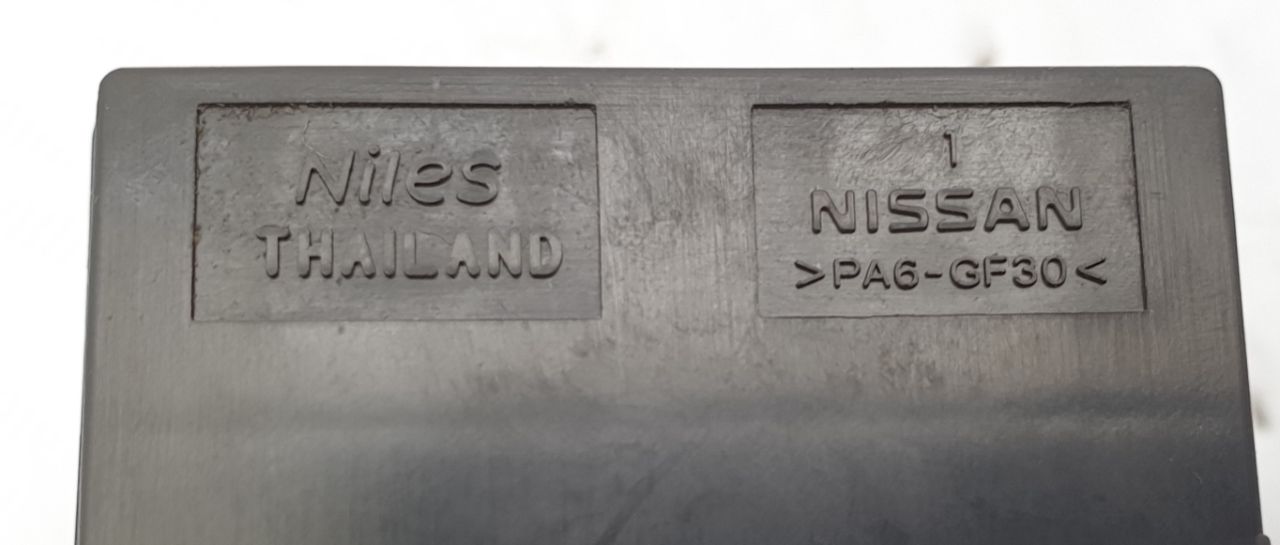 Niles
THAILAND
1
NISSAN
>PA6-GF30<